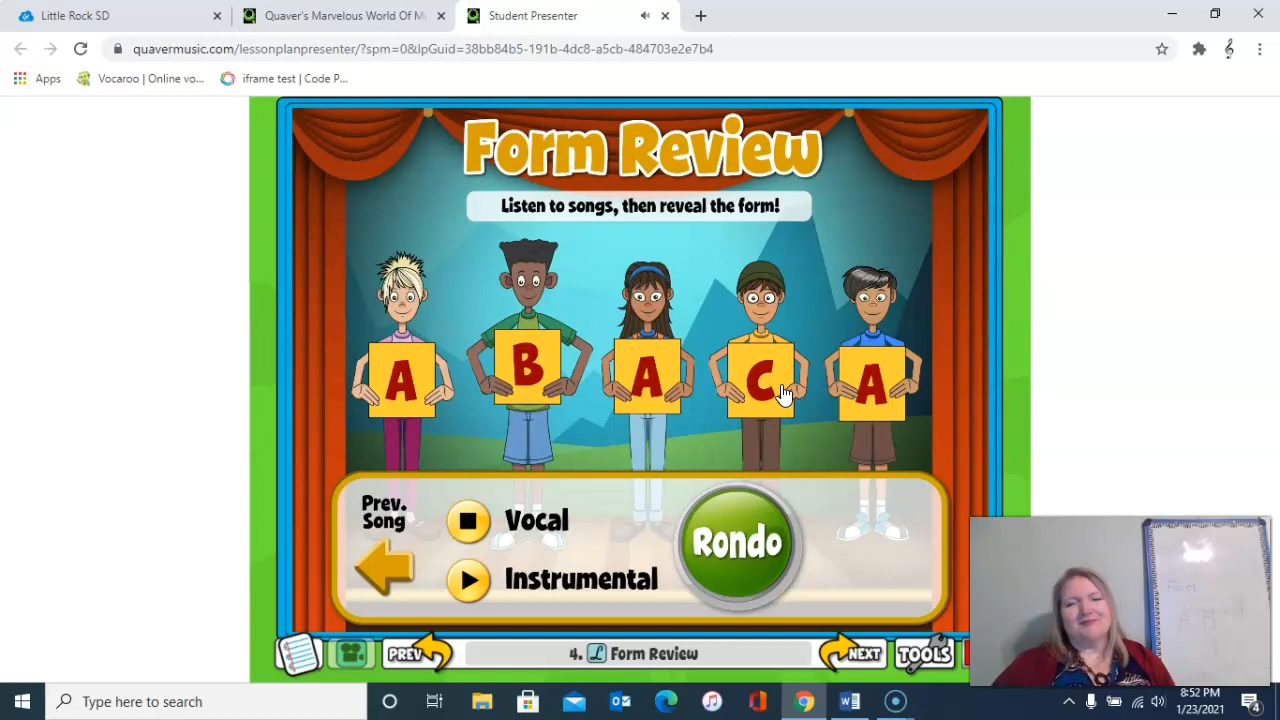 Little Rock SD
Quaver's Marvelous World Of M
Student Presenter
quavermusic.com/lessonplanpresenter/?spm=0&lpGuid=38bb84b5-191b-4dc8-a5cb-484703e2e7b4
Apps
Vocaroo | Online vo...
iframe test | Code P...
Form Review
Listen to songs, then reveal the form!
A B A C A
Prev. Song
Vocal
Instrumental
Rondo
PREV
4. L Form Review
NEXT
TOOLS
Form
A B
Type here to search
8:52 PM
1/23/2021
4